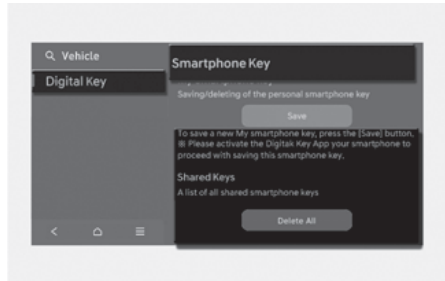 Vehicle
Digital Key
Smartphone Key
Saving/deleting of the personal smartphone key
Save
To save a new My smartphone key, press the [Save] button.
※ Please activate the Digitak Key App your smartphone to
proceed with saving this smartphone key.
Shared Keys
A list of all shared smartphone keys
Delete All